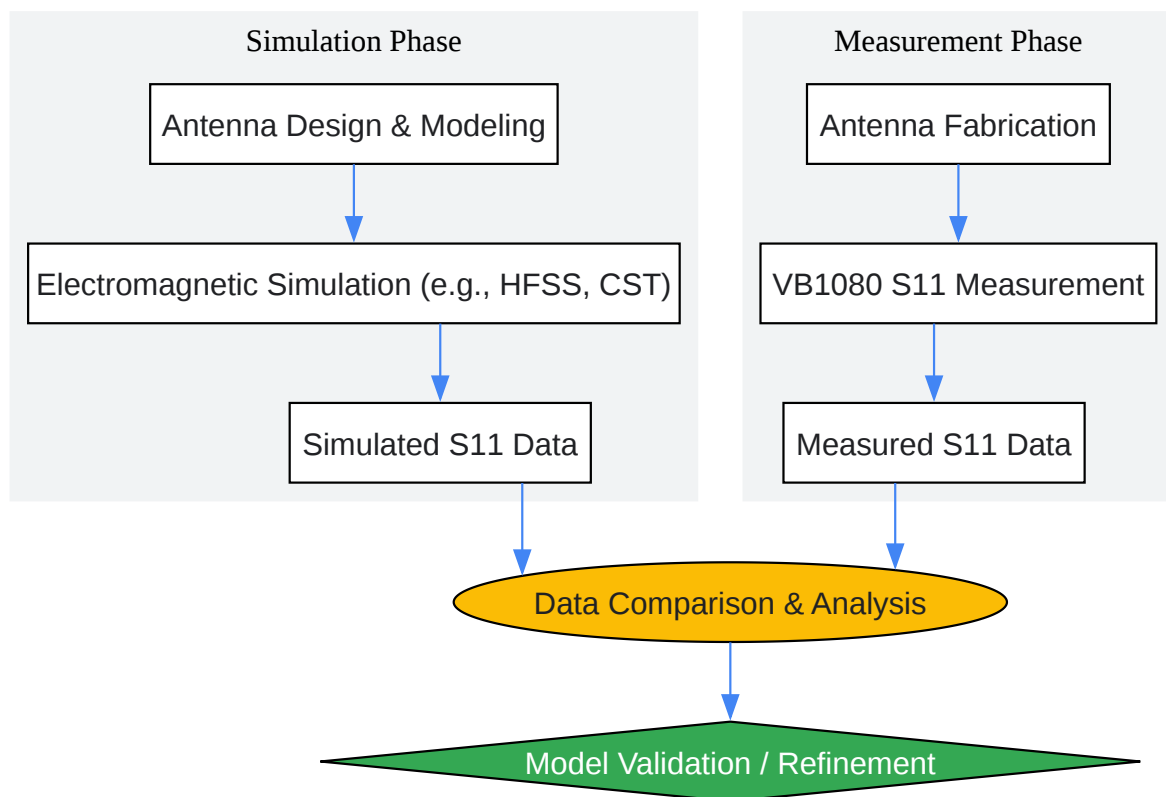 Simulation Phase
Antenna Design & Modeling
Electromagnetic Simulation (e.g., HFSS, CST)
Simulated S11 Data
Measurement Phase
Antenna Fabrication
VB1080 S11 Measurement
Measured S11 Data
Data Comparison & Analysis
Model Validation / Refinement